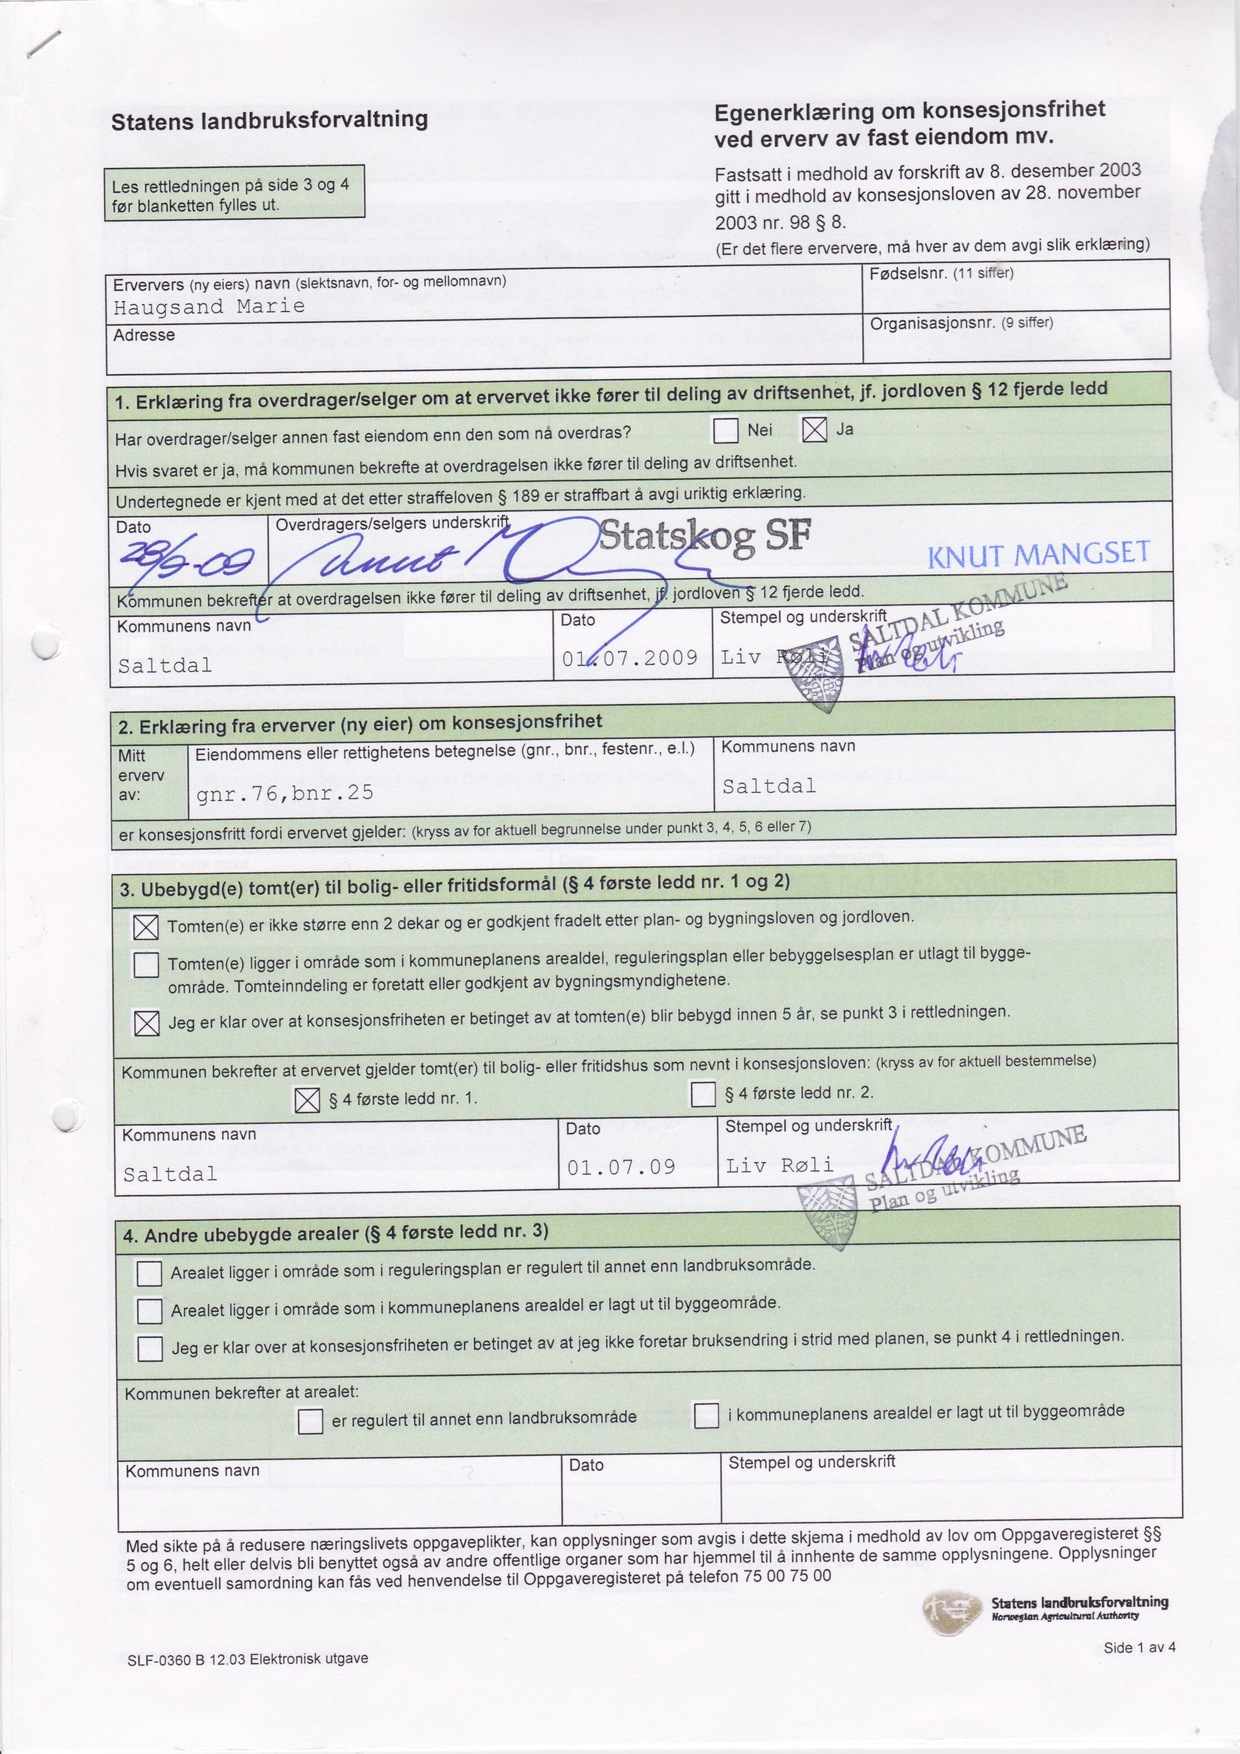 Statens landbruksforvaltning
Egenerklæring om konsesjonsfrihet
ved erverv av fast eiendom mv.
Les rettledningen på side 3 og 4
før blanketten fylles ut.
Fastsatt i medhold av forskrift av 8. desember 2003
gitt i medhold av konsesjonsloven av 28. november
2003 nr. 98 § 8.
(Er det flere erververe, må hver av dem avgi slik erklæring)
Erververs (ny eiers) navn (slektsnavn, for- og mellomnavn)
Haugsand Marie
Fødselsnr. (11 siffer)
Adresse
Organisasjonsnr. (9 siffer)
1. Erklæring fra overdrager/selger om at ervervet ikke fører til deling av driftsenhet, jf. jordloven § 12 fjerde ledd
Har overdrager/selger annen fast eiendom enn den som nå overdras? Nei Ja
Hvis svaret er ja, må kommunen bekrefte at overdragelsen ikke fører til deling av driftsenhet.
Undertegnede er kjent med at det etter straffeloven § 189 er straffbart å avgi uriktig erklæring.
Dato
Overdragers/selgers underskrift
Statskog SF
KNUT MANGSET
Kommunen bekrefter at overdragelsen ikke fører til deling av driftsenhet, jf. jordloven § 12 fjerde ledd.
Kommunens navn
Saltdal
Dato
01.07.2009
Stempel og underskrift
Liv Røli
SALTDAL KOMMUNE
Plan og utvikling
2. Erklæring fra erverver (ny eier) om konsesjonsfrihet
Mitt
erverv
av:
Eiendommens eller rettighetens betegnelse (gnr., bnr., festenr., e.l.)
gnr.76,bnr.25
Kommunens navn
Saltdal
er konsesjonsfritt fordi ervervet gjelder: (kryss av for aktuell begrunnelse under punkt 3, 4, 5, 6 eller 7)
3. Ubebygd(e) tomt(er) til bolig- eller fritidsformål (§ 4 første ledd nr. 1 og 2)
Tomten(e) er ikke større enn 2 dekar og er godkjent fradelt etter plan- og bygningsloven og jordloven.
Tomten(e) ligger i område som i kommuneplanens arealdel, reguleringsplan eller bebyggelsesplan er utlagt til bygge-
område. Tomteinndeling er foretatt eller godkjent av bygningsmyndighetene.
Jeg er klar over at konsesjonsfriheten er betinget av at tomten(e) blir bebygd innen 5 år, se punkt 3 i rettledningen.
Kommunen bekrefter at ervervet gjelder tomt(er) til bolig- eller fritidshus som nevnt i konsesjonsloven: (kryss av for aktuell bestemmelse)
§ 4 første ledd nr. 1. § 4 første ledd nr. 2.
Kommunens navn
Saltdal
Dato
01.07.09
Stempel og underskrift
Liv Røli
SALTDAL KOMMUNE
Plan og utvikling
4. Andre ubebygde arealer (§ 4 første ledd nr. 3)
Arealet ligger i område som i reguleringsplan er regulert til annet enn landbruksområde.
Arealet ligger i område som i kommuneplanens arealdel er lagt ut til byggeområde.
Jeg er klar over at konsesjonsfriheten er betinget av at jeg ikke foretar bruksendring i strid med planen, se punkt 4 i rettledningen.
Kommunen bekrefter at arealet:
er regulert til annet enn landbruksområde i kommuneplanens arealdel er lagt ut til byggeområde
Kommunens navn
Dato
Stempel og underskrift
Med sikte på å redusere næringslivets oppgaveplikter, kan opplysninger som avgis i dette skjema i medhold av lov om Oppgaveregisteret §§
5 og 6, helt eller delvis bli benyttet også av andre offentlige organer som har hjemmel til å innhente de samme opplysningene. Opplysninger
om eventuell samordning kan fås ved henvendelse til Oppgaveregisteret på telefon 75 00 75 00
Statens landbruksforvaltning
Norwegian Agricultural Authority
SLF-0360 B 12.03 Elektronisk utgave
Side 1 av 4